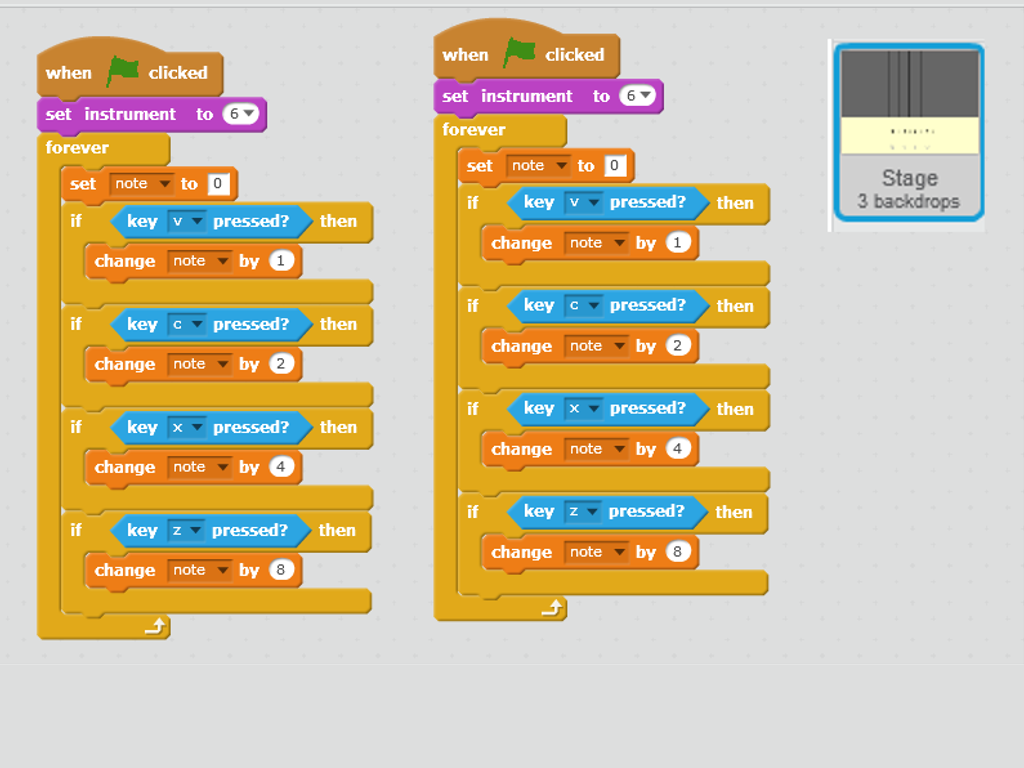 when clicked
set instrument to 6
forever
set note to 0
if key v pressed? then
change note by 1
if key c pressed? then
change note by 2
if key x pressed? then
change note by 4
if key z pressed? then
change note by 8
when clicked
set instrument to 6
forever
set note to 0
if key v pressed? then
change note by 1
if key c pressed? then
change note by 2
if key x pressed? then
change note by 4
if key z pressed? then
change note by 8
Stage
3 backdrops